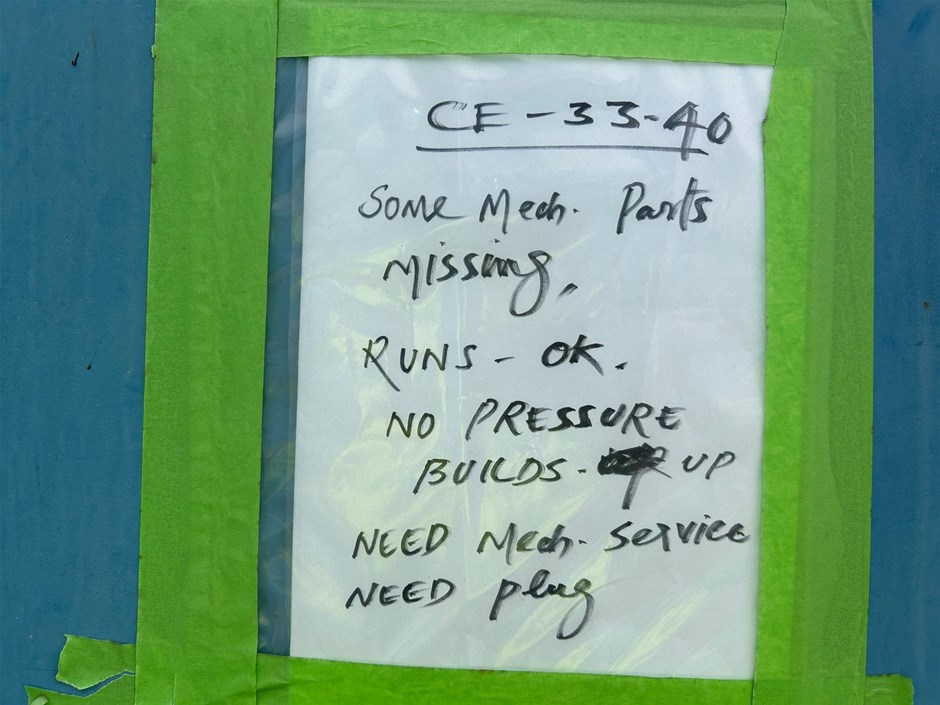 CE-33-40
Some Mech. Parts
Missing,
RUNS - OK.
NO PRESSURE
BUILDS - UP
NEED Mech. Service
NEED plug